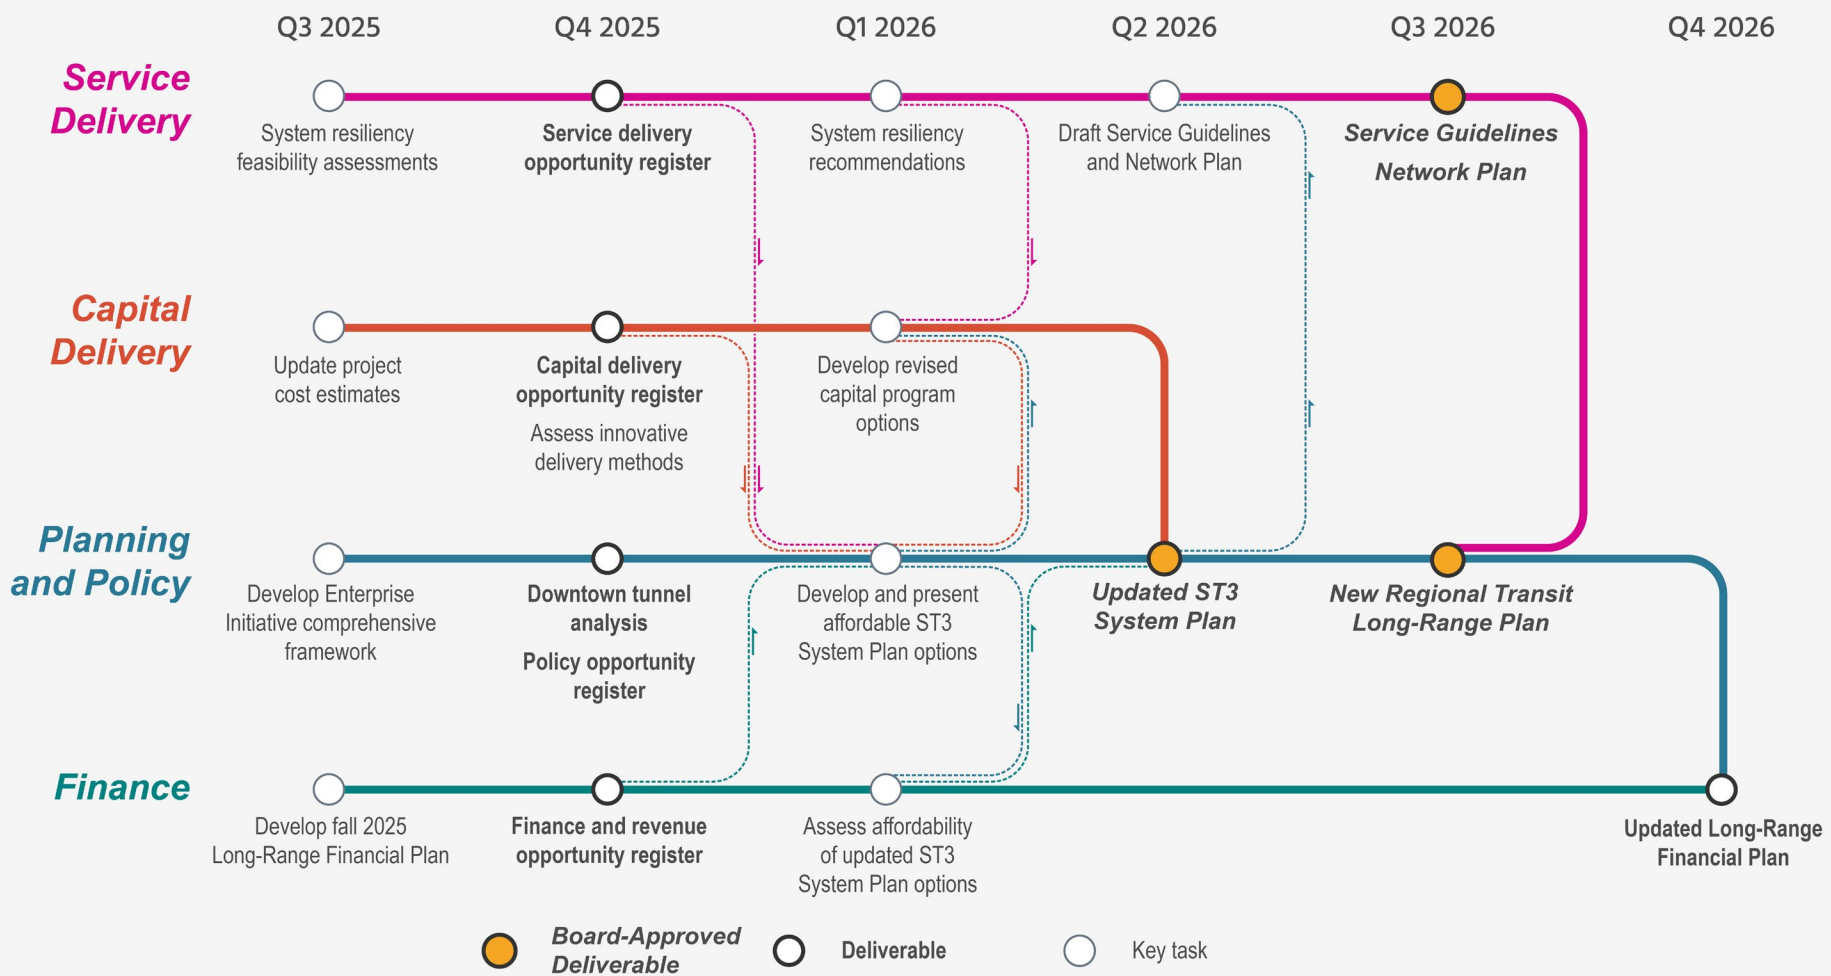 Q3 2025
Q4 2025
Q1 2026
Q2 2026
Q3 2026
Q4 2026
Service
Delivery
System resiliency
feasibility assessments
Service delivery
opportunity register
System resiliency
recommendations
Draft Service Guidelines
and Network Plan
Service Guidelines
Network Plan
Capital
Delivery
Update project
cost estimates
Capital delivery
opportunity register
Assess innovative
delivery methods
Develop revised
capital program
options
Planning
and Policy
Develop Enterprise
Initiative comprehensive
framework
Downtown tunnel
analysis
Policy opportunity
register
Develop and present
affordable ST3
System Plan options
Updated ST3
System Plan
New Regional Transit
Long-Range Plan
Finance
Develop fall 2025
Long-Range Financial Plan
Finance and revenue
opportunity register
Assess affordability
of updated ST3
System Plan options
Updated Long-Range
Financial Plan
Board-Approved
Deliverable
Deliverable
Key task